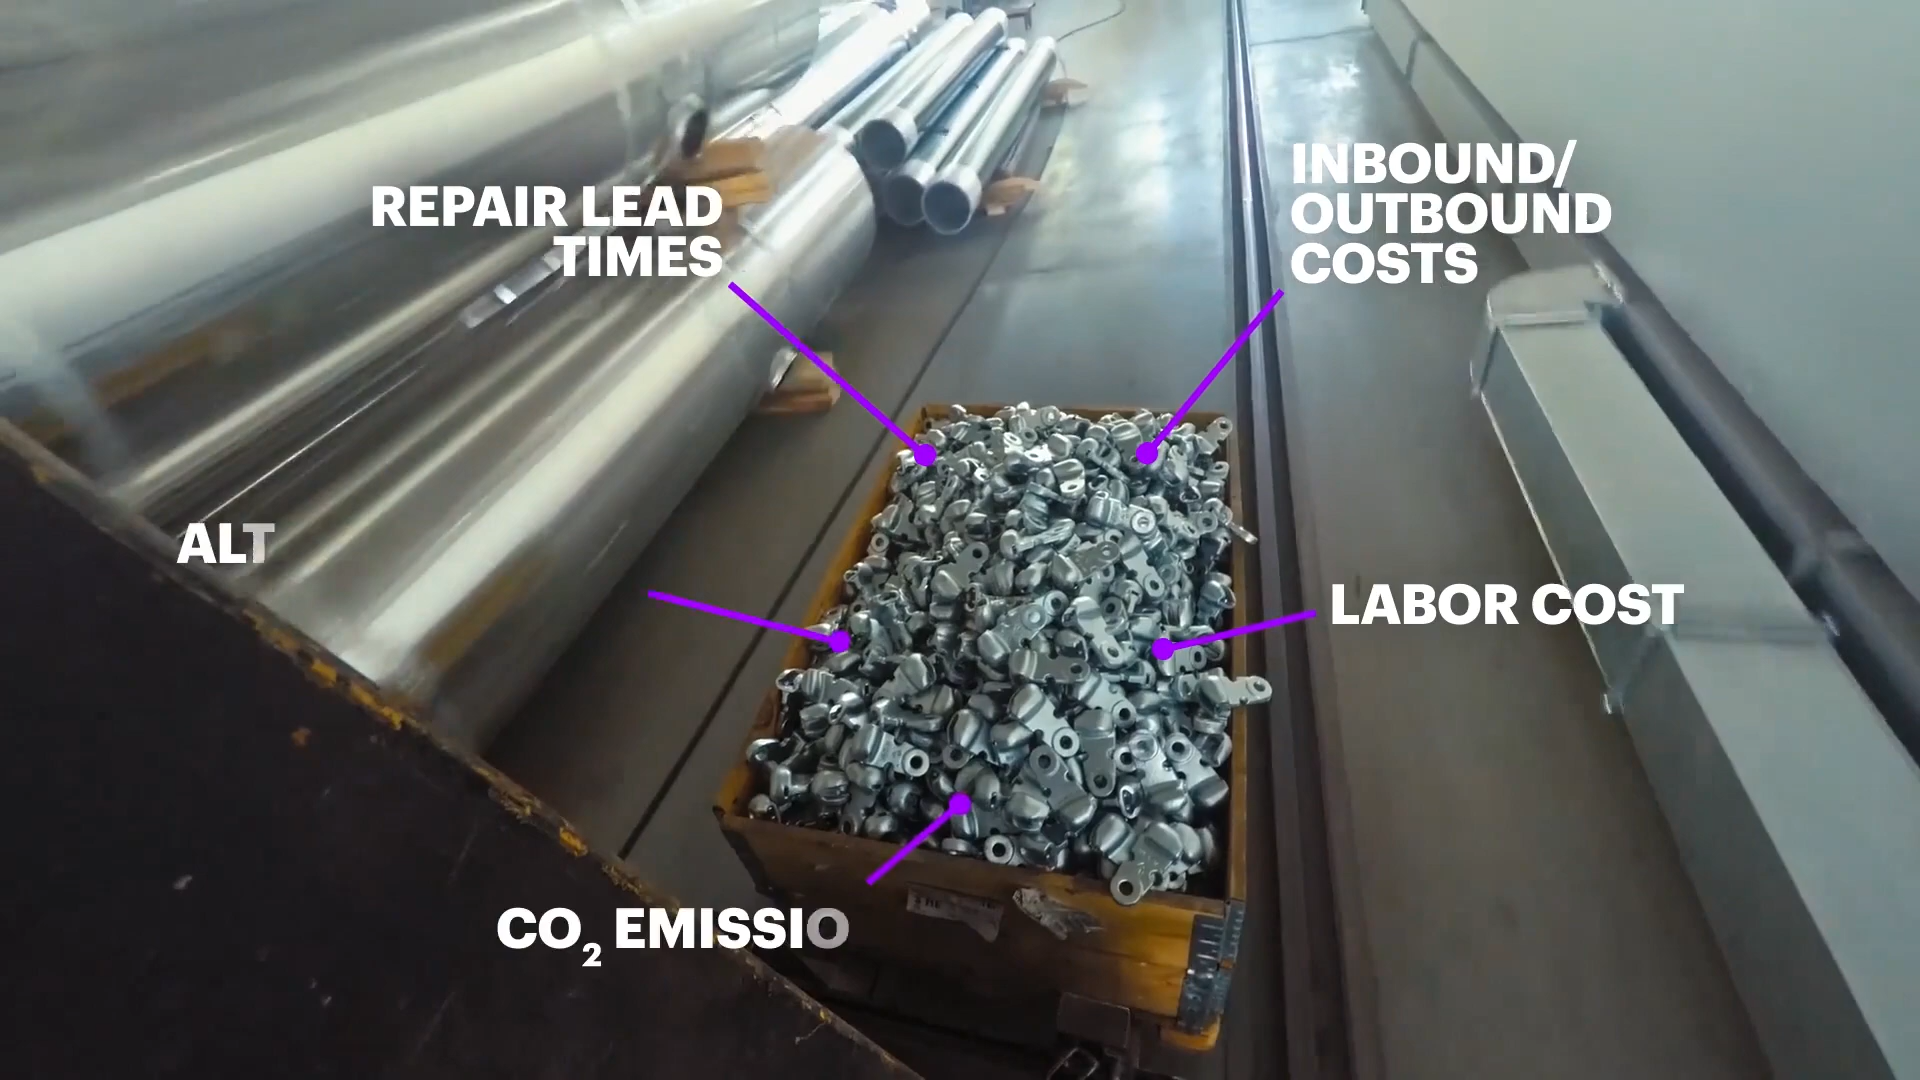 REPAIR LEAD
TIMES
INBOUND/
OUTBOUND
COSTS
ALT
LABOR COST
CO₂ EMISSIO